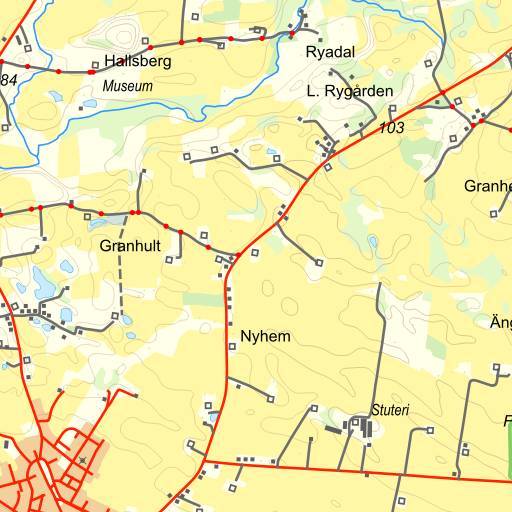 Hallsberg
Ryadal
84
Museum
L. Rygården
103
Granhe
Granhult
Äng
Nyhem
Stuteri
F